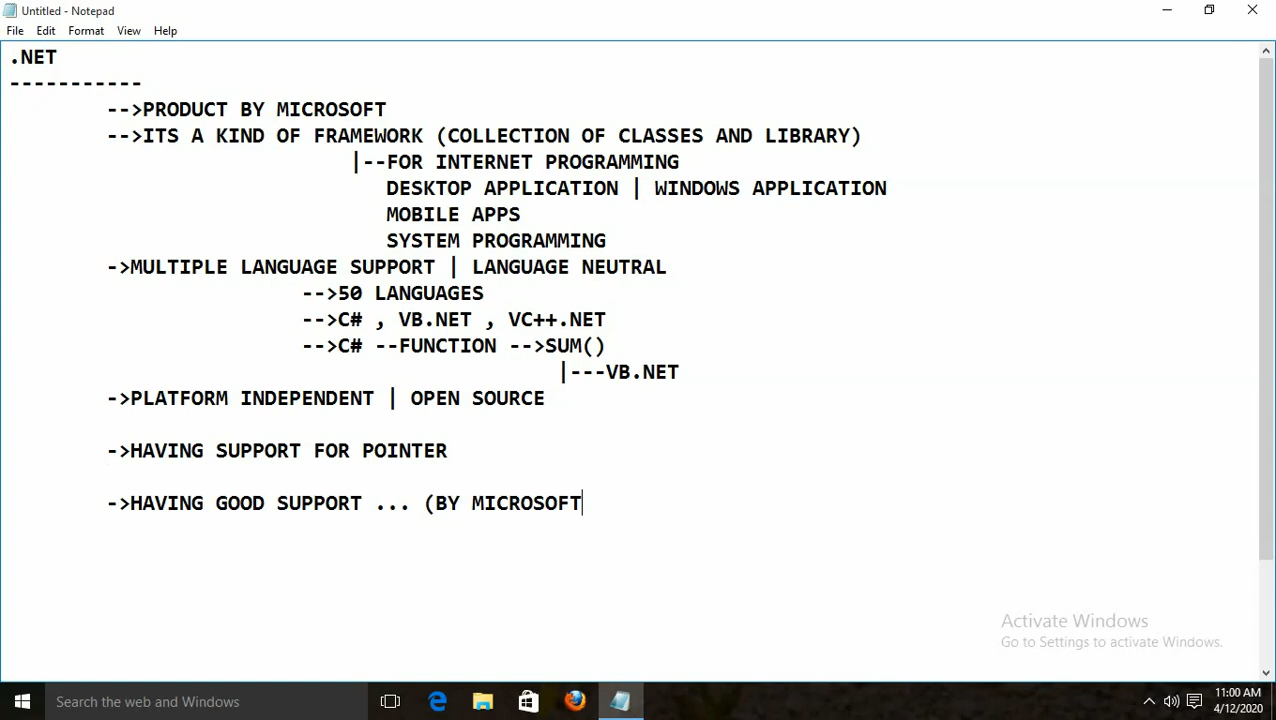 Untitled - Notepad
File Edit Format View Help
.NET
-----------
-->PRODUCT BY MICROSOFT
-->ITS A KIND OF FRAMEWORK (COLLECTION OF CLASSES AND LIBRARY)
|--FOR INTERNET PROGRAMMING
DESKTOP APPLICATION | WINDOWS APPLICATION
MOBILE APPS
SYSTEM PROGRAMMING
->MULTIPLE LANGUAGE SUPPORT | LANGUAGE NEUTRAL
-->50 LANGUAGES
-->C# , VB.NET , VC++.NET
-->C# --FUNCTION -->SUM()
|---VB.NET
->PLATFORM INDEPENDENT | OPEN SOURCE
->HAVING SUPPORT FOR POINTER
->HAVING GOOD SUPPORT ... (BY MICROSOFT
Activate Windows
Go to Settings to activate Windows.
Search the web and Windows
11:00 AM
4/12/2020